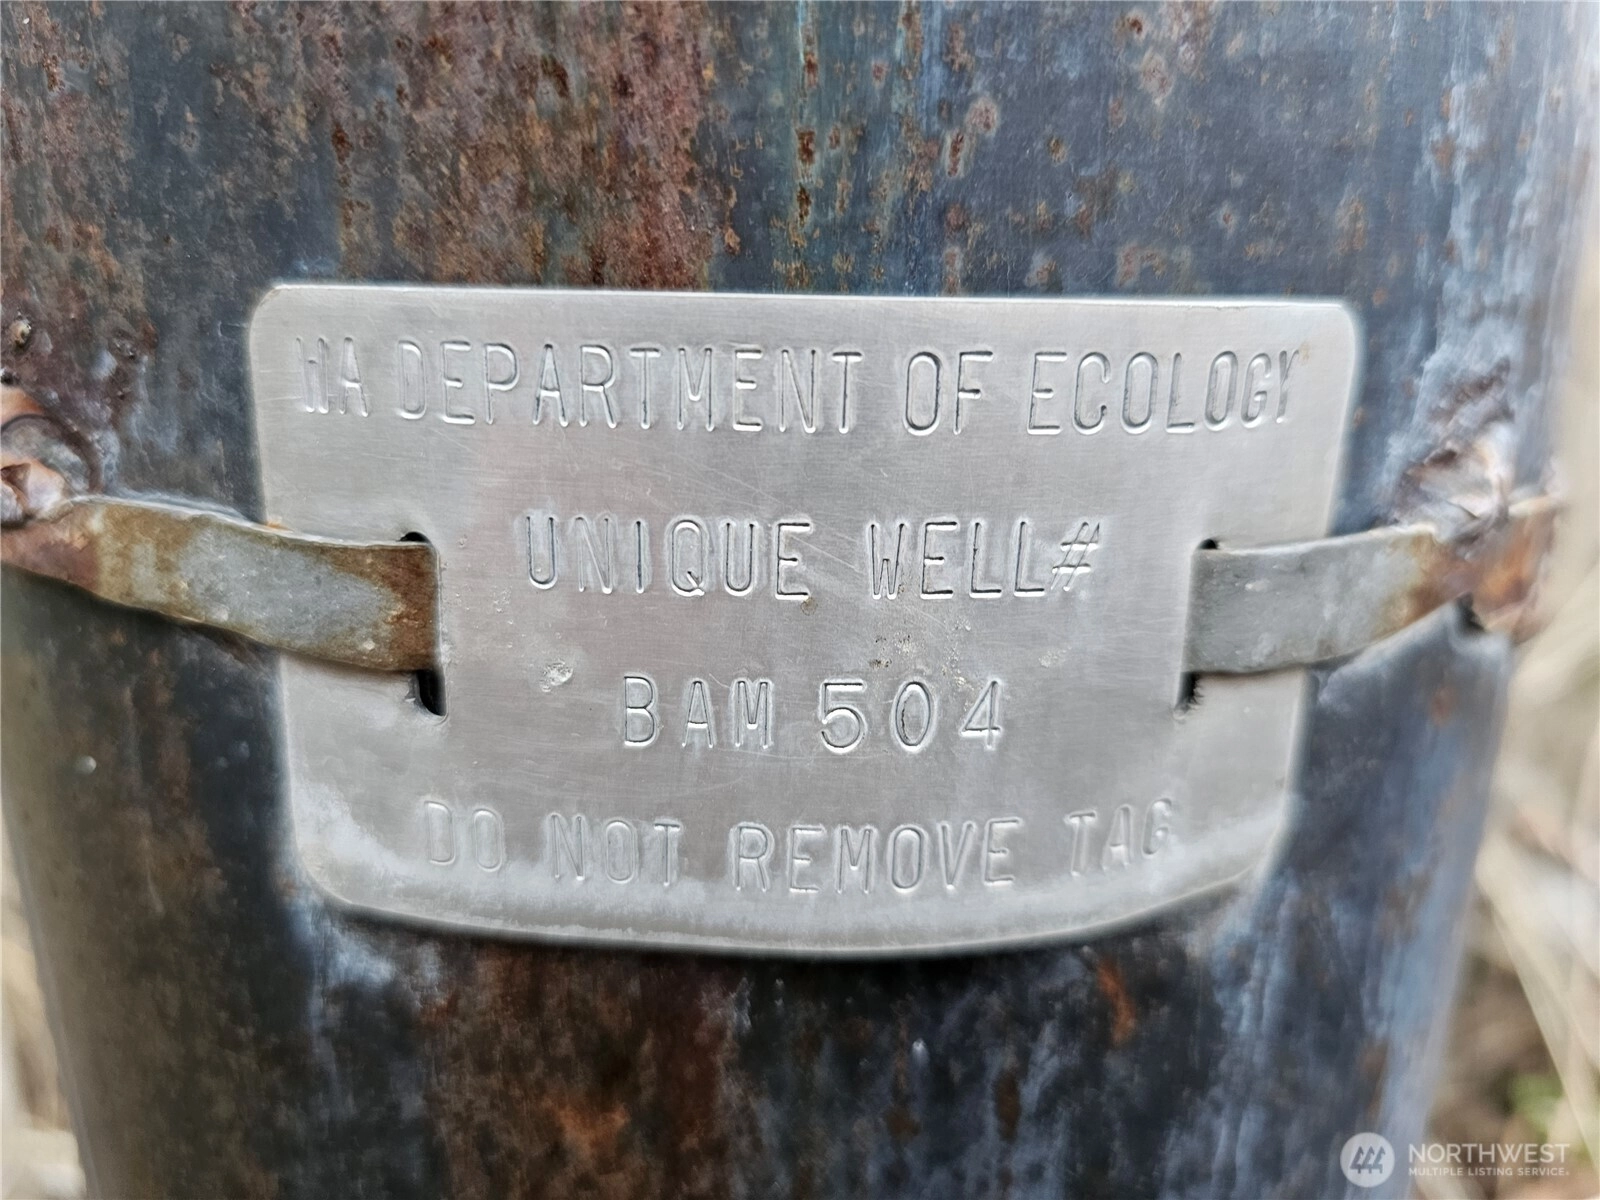 WA DEPARTMENT OF ECOLOGY
UNIQUE WELL#
BAM 504
DO NOT REMOVE TAG
NORTHWEST
MULTIPLE LISTING SERVICE